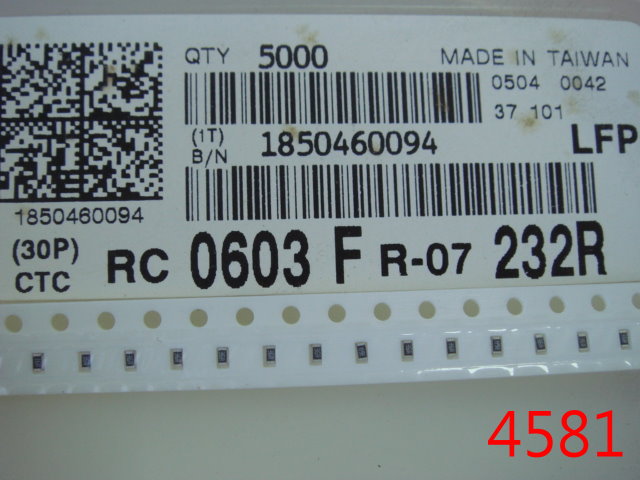 QTY 5000 MADE IN TAIWAN
0504 0042
37 101
(1T)
B/N 1850460094 LFP
1850460094
(30P)
CTC RC 0603 F R-07 232R
4581